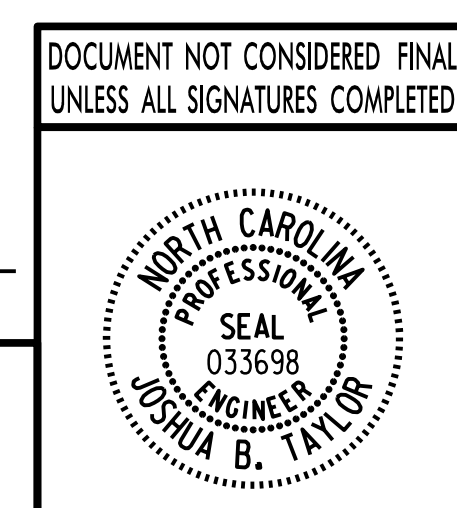 DOCUMENT NOT CONSIDERED FINAL
UNLESS ALL SIGNATURES COMPLETED
NORTH CAROLINA
PROFESSIONAL
SEAL
033698
ENGINEER
JOSHUA B. TAYLOR